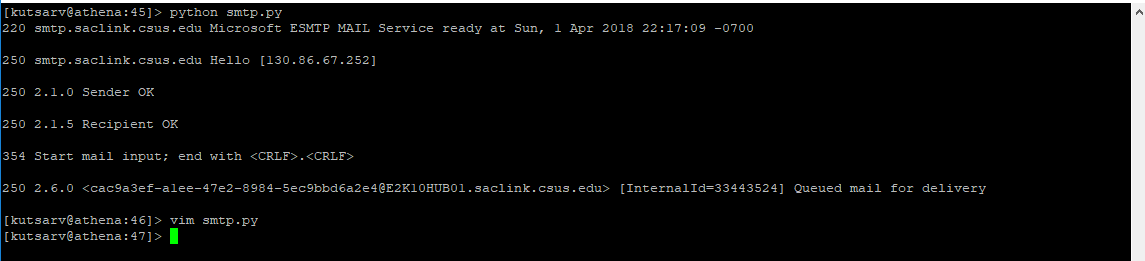 [kutsarv@athena:45]> python smtp.py
220 smtp.saclink.csus.edu Microsoft ESMTP MAIL Service ready at Sun, 1 Apr 2018 22:17:09 -0700
250 smtp.saclink.csus.edu Hello [130.86.67.252]
250 2.1.0 Sender OK
250 2.1.5 Recipient OK
354 Start mail input; end with <CRLF>.<CRLF>
250 2.6.0 <cac9a3ef-a1ee-47e2-8984-5ec9bbd6a2e4@E2K10HUB01.saclink.csus.edu> [InternalId=33443524] Queued mail for delivery
[kutsarv@athena:46]> vim smtp.py
[kutsarv@athena:47]>